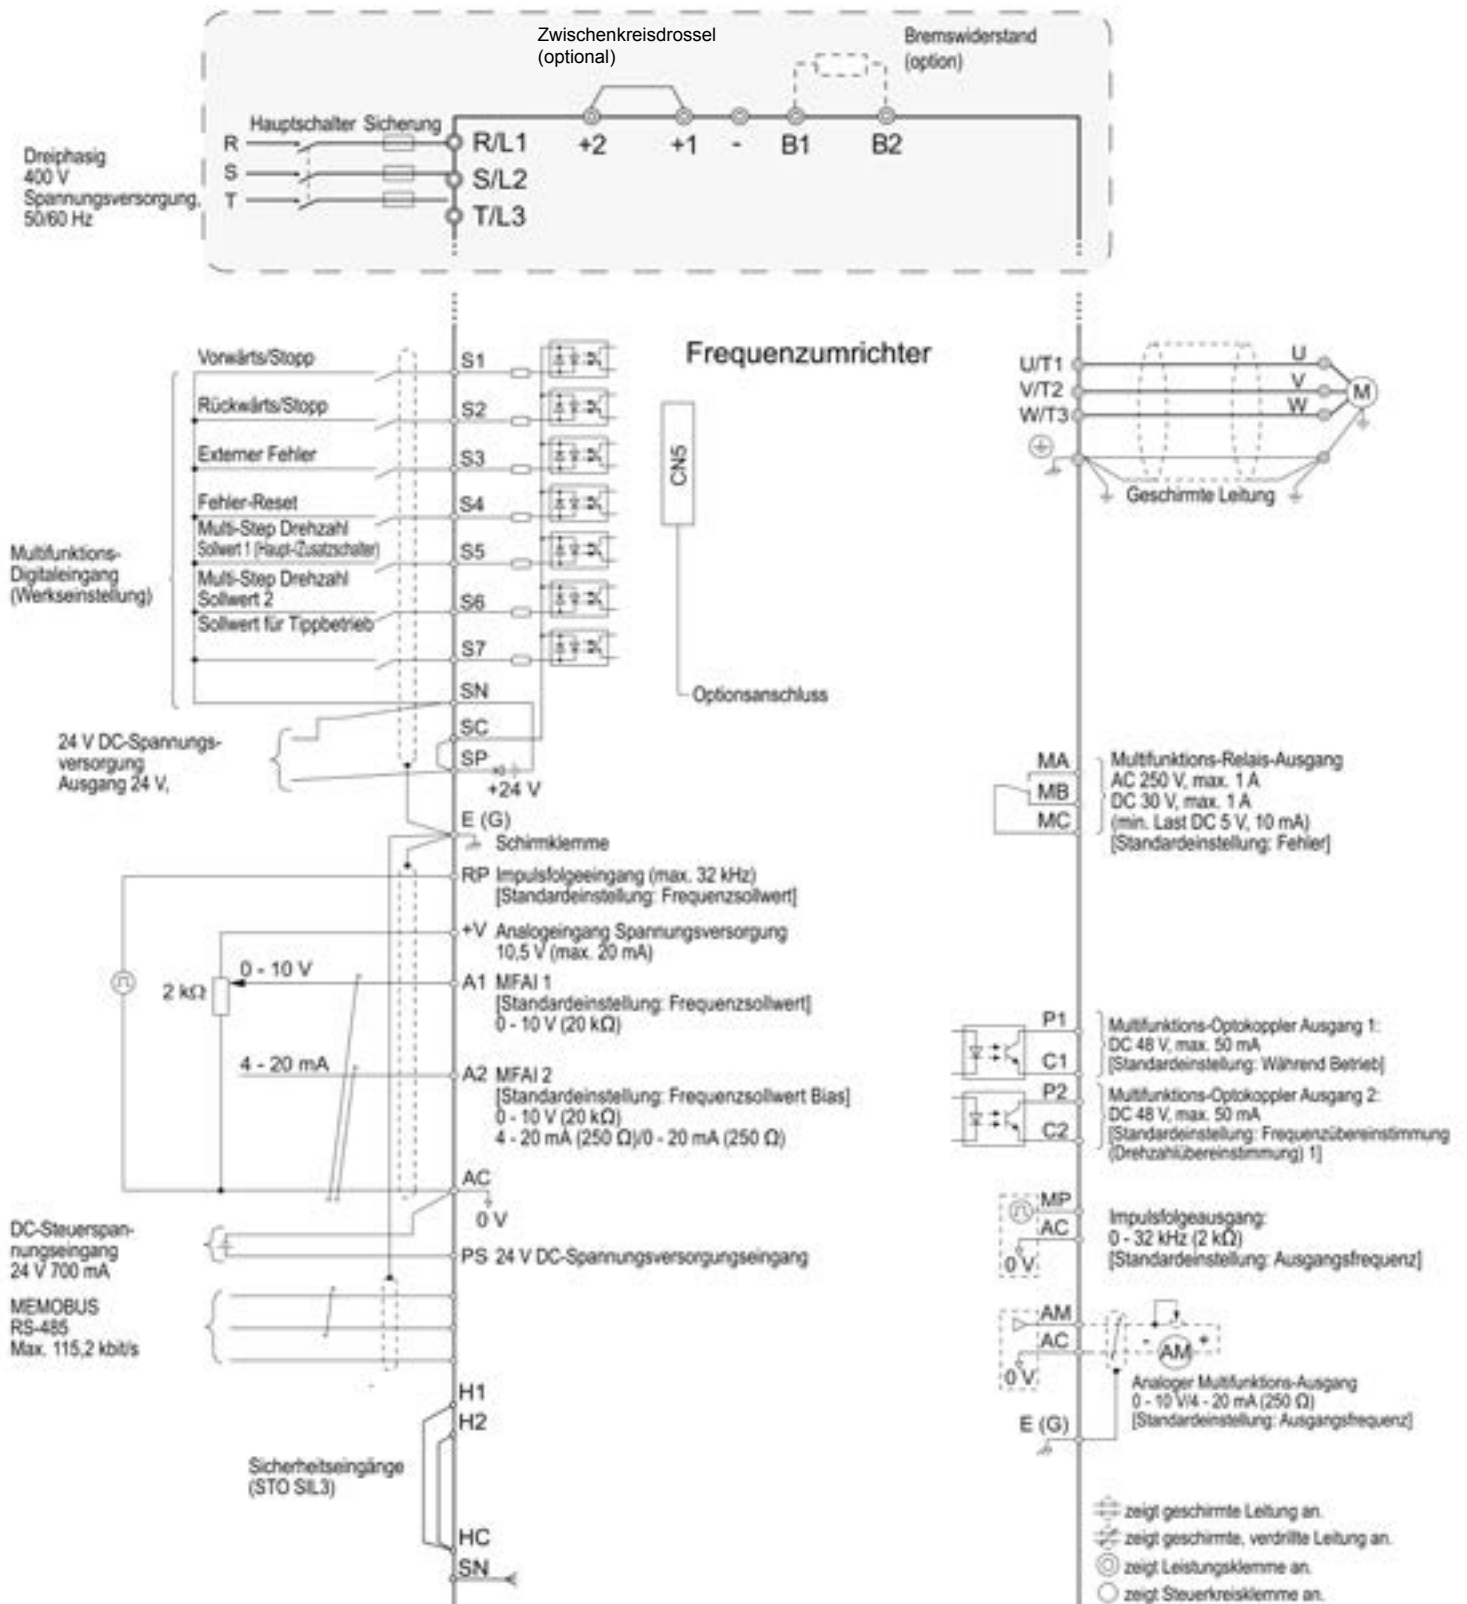 Zwischenkreisdrossel
(optional)
Bremswiderstand
(option)
Hauptschalter Sicherung
R
S
T
R/L1
S/L2
T/L3
+2
+1
-
B1
B2
Dreiphasig
400 V
Spannungsversorgung,
50/60 Hz
Frequenzumrichter
Multifunktions-
Digitaleingang
(Werkseinstellung)
Vorwärts/Stopp
S1
Rückwärts/Stopp
S2
Externer Fehler
S3
Fehler-Reset
S4
Multi-Step Drehzahl
Sollwert 1 (Haupt-/Zusatzschalter)
S5
Multi-Step Drehzahl
Sollwert 2
S6
Sollwert für Tippbetrieb
S7
SN
SC
SP
+24 V
24 V DC-Spannungs-
versorgung
Ausgang 24 V,
CN5
Optionsanschluss
E (G)
Schirmklemme
RP Impulsfolgeeingang (max. 32 kHz)
[Standardeinstellung: Frequenzsollwert]
+V Analogeingang Spannungsversorgung
10,5 V (max. 20 mA)
2 kΩ
0 - 10 V
A1 MFAI 1
[Standardeinstellung: Frequenzsollwert]
0 - 10 V (20 kΩ)
4 - 20 mA
A2 MFAI 2
[Standardeinstellung: Frequenzsollwert Bias]
0 - 10 V (20 kΩ)
4 - 20 mA (250 Ω)/0 - 20 mA (250 Ω)
AC
0 V
DC-Steuerspan-
nungseingang
24 V 700 mA
PS 24 V DC-Spannungsversorgungseingang
MEMOBUS
RS-485
Max. 115,2 kbit/s
H1
H2
Sicherheitseingänge
(STO SIL3)
HC
SN
U/T1
V/T2
W/T3
U
V
W
M
Geschirmte Leitung
MA
MB
MC
Multifunktions-Relais-Ausgang
AC 250 V, max. 1 A
DC 30 V, max. 1 A
(min. Last DC 5 V, 10 mA)
[Standardeinstellung: Fehler]
P1
C1
Multifunktions-Optokoppler Ausgang 1:
DC 48 V, max. 50 mA
[Standardeinstellung: Während Betrieb]
P2
C2
Multifunktions-Optokoppler Ausgang 2:
DC 48 V, max. 50 mA
[Standardeinstellung: Frequenzübereinstimmung
(Drehzahlübereinstimmung) 1]
MP
AC
0 V
Impulsfolgeausgang:
0 - 32 kHz (2 kΩ)
[Standardeinstellung: Ausgangsfrequenz]
AM
AC
0 V
- +
AM
Analoger Multifunktions-Ausgang
0 - 10 V/4 - 20 mA (250 Ω)
[Standardeinstellung: Ausgangsfrequenz]
E (G)
zeigt geschirmte Leitung an.
zeigt geschirmte, verdrillte Leitung an.
zeigt Leistungsklemme an.
zeigt Steuerkreisklemme an.